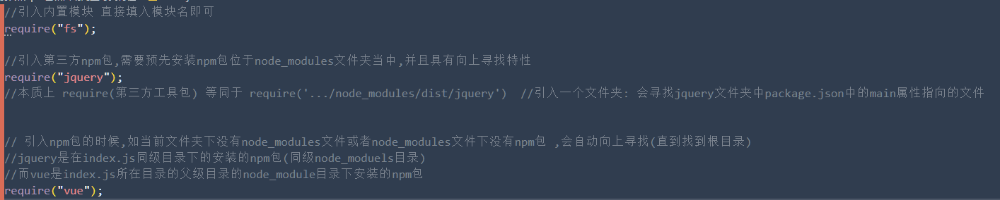 //引入内置模块 直接填入模块名即可
require("fs");
//引入第三方npm包,需要预先安装npm包位于node_modules文件夹当中,并且具有向上寻找特性
require("jquery");
//本质上 require(第三方工具包) 等同于 require('.../node_modules/dist/jquery')  //引入一个文件夹: 会寻找jquery文件夹中package.json中的main属性指向的文件
// 引入npm包的时候,如当前文件夹下没有node_modules文件或者node_modules文件下没有npm包 ,会自动向上寻找(直到找到根目录)
//jquery是在index.js同级目录下的安装的npm包(同级node_moduels目录)
//而vue是index.js所在目录的父级目录的node_module目录下安装的npm包
require("vue");